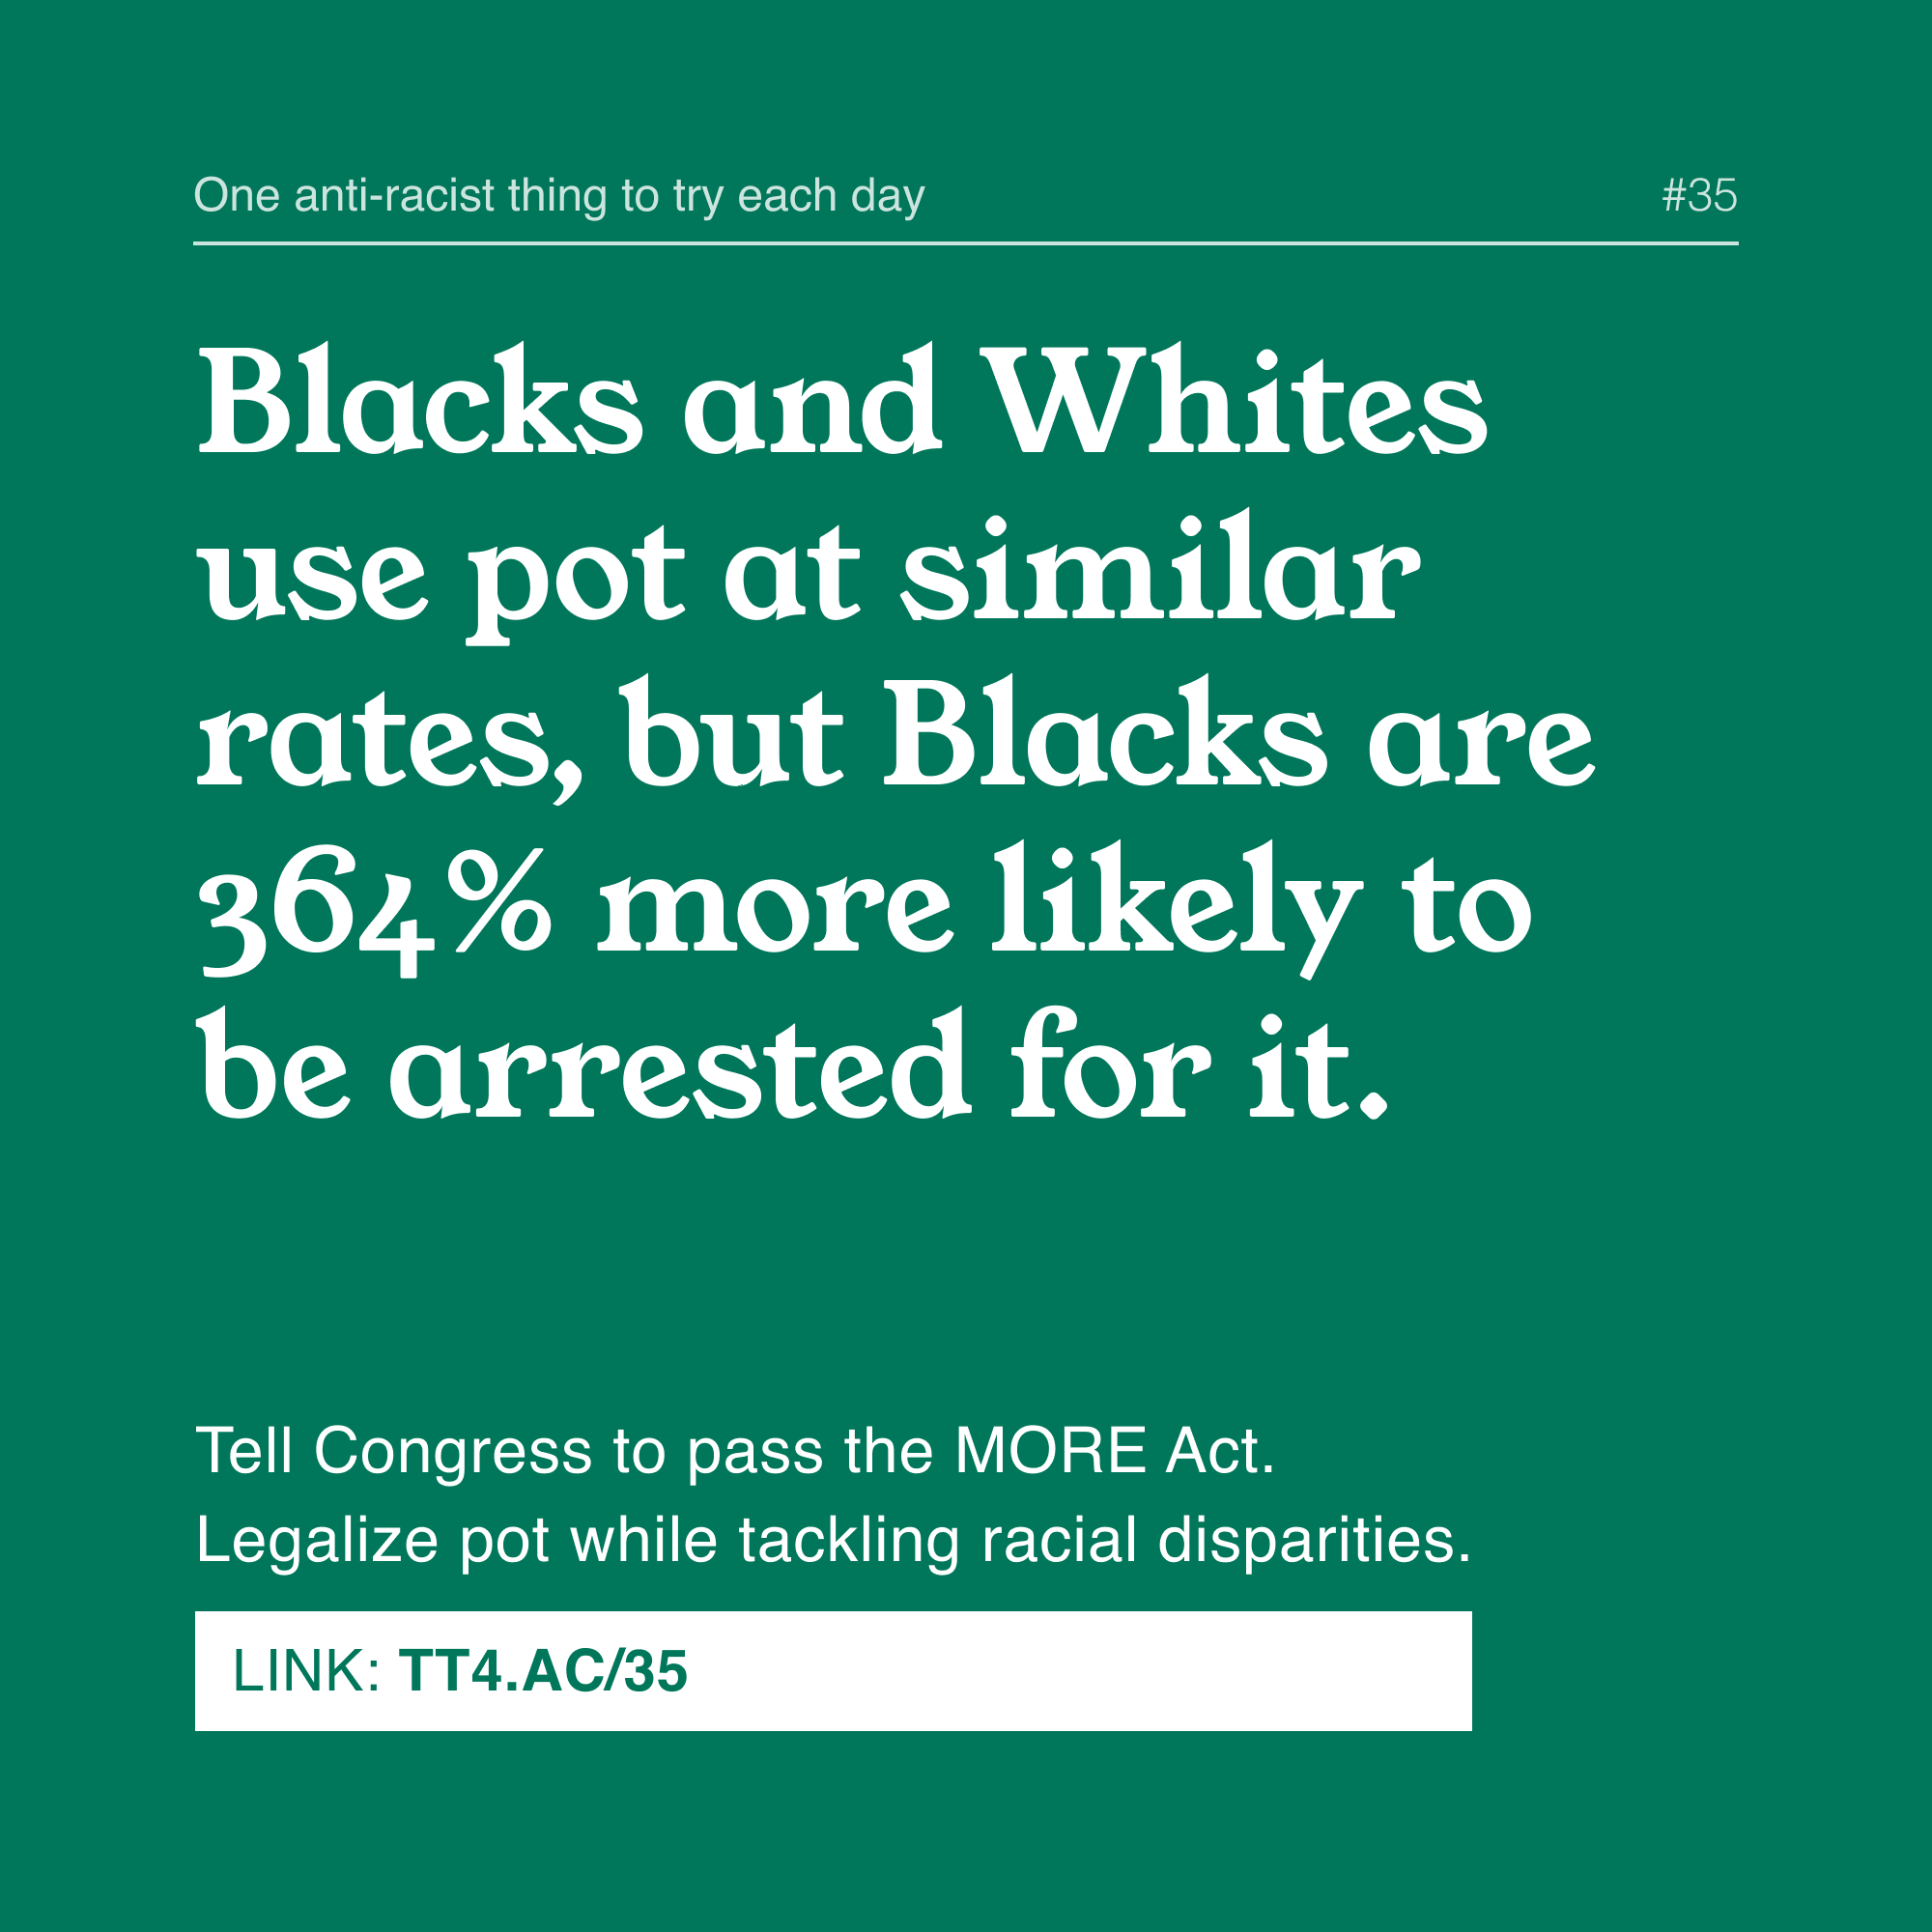 One anti-racist thing to try each day
#35
Blacks and Whites
use pot at similar
rates, but Blacks are
364% more likely to
be arrested for it.
Tell Congress to pass the MORE Act.
Legalize pot while tackling racial disparities.
LINK: TT4.AC/35